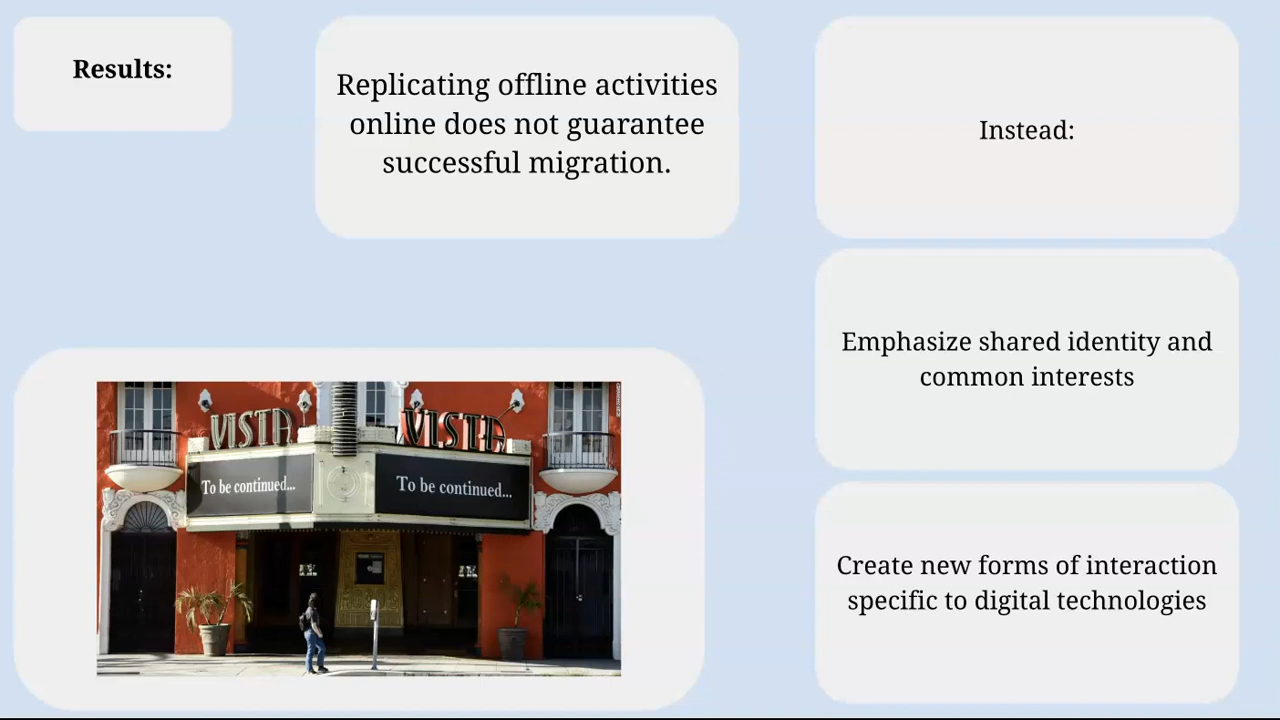 Results:
Replicating offline activities
online does not guarantee
successful migration.
Instead:
Emphasize shared identity and
common interests
Create new forms of interaction
specific to digital technologies
VISTA
VISTA
To be continued...
To be continued...